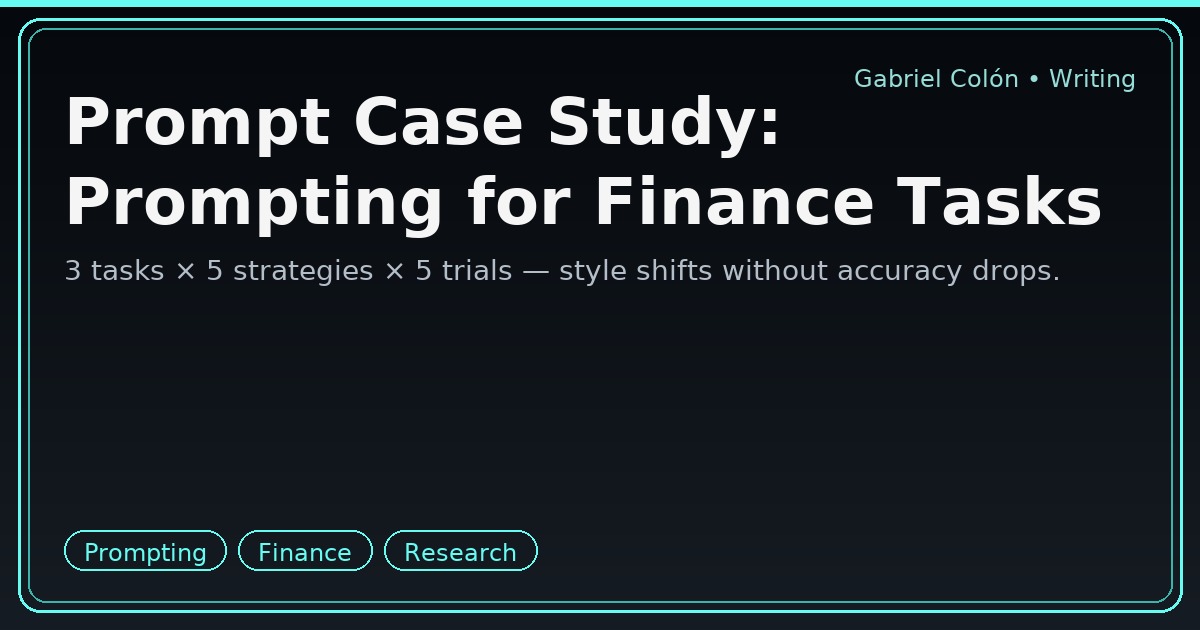 Gabriel Colón • Writing
Prompt Case Study:
Prompting for Finance Tasks
3 tasks × 5 strategies × 5 trials — style shifts without accuracy drops.
Prompting
Finance
Research